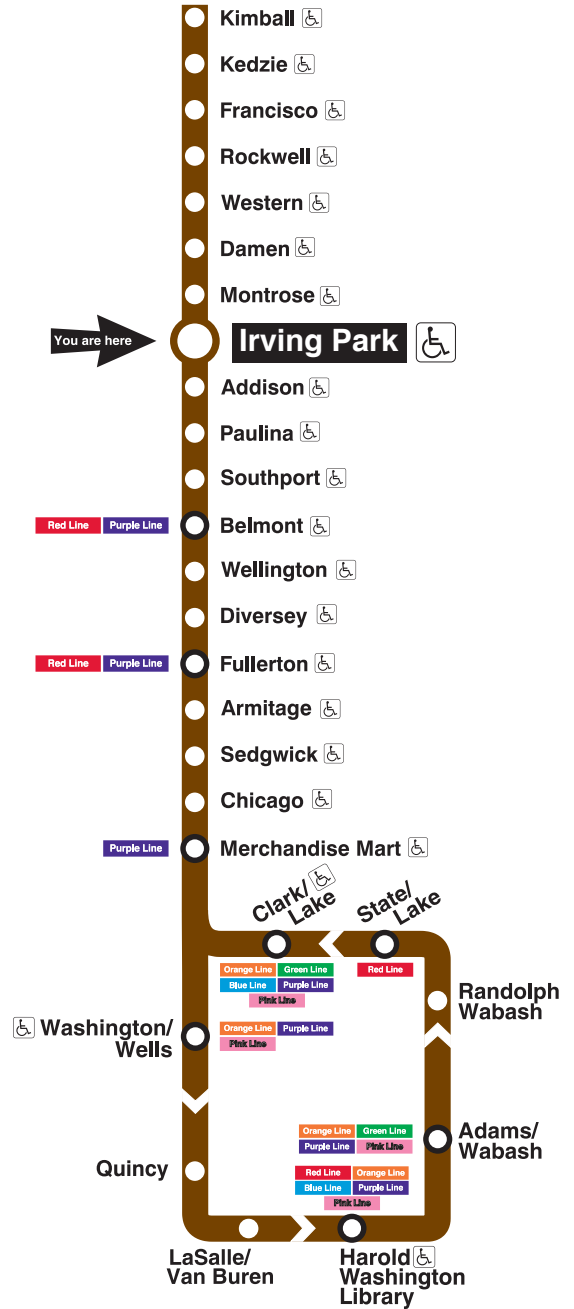 Kimball
Kedzie
Francisco
Rockwell
Western
Damen
Montrose
You are here
Irving Park
Addison
Paulina
Southport
Red Line Purple Line Belmont
Wellington
Diversey
Red Line Purple Line Fullerton
Armitage
Sedgwick
Chicago
Purple Line Merchandise Mart
Clark/
Lake
State/
Lake
Orange Line Green Line
Blue Line Purple Line
Pink Line
Red Line
Randolph
Wabash
Washington/
Wells
Orange Line Purple Line
Pink Line
Orange Line Green Line
Purple Line Pink Line
Adams/
Wabash
Quincy
Red Line Orange Line
Blue Line Purple Line
Pink Line
LaSalle/
Van Buren
Harold
Washington
Library